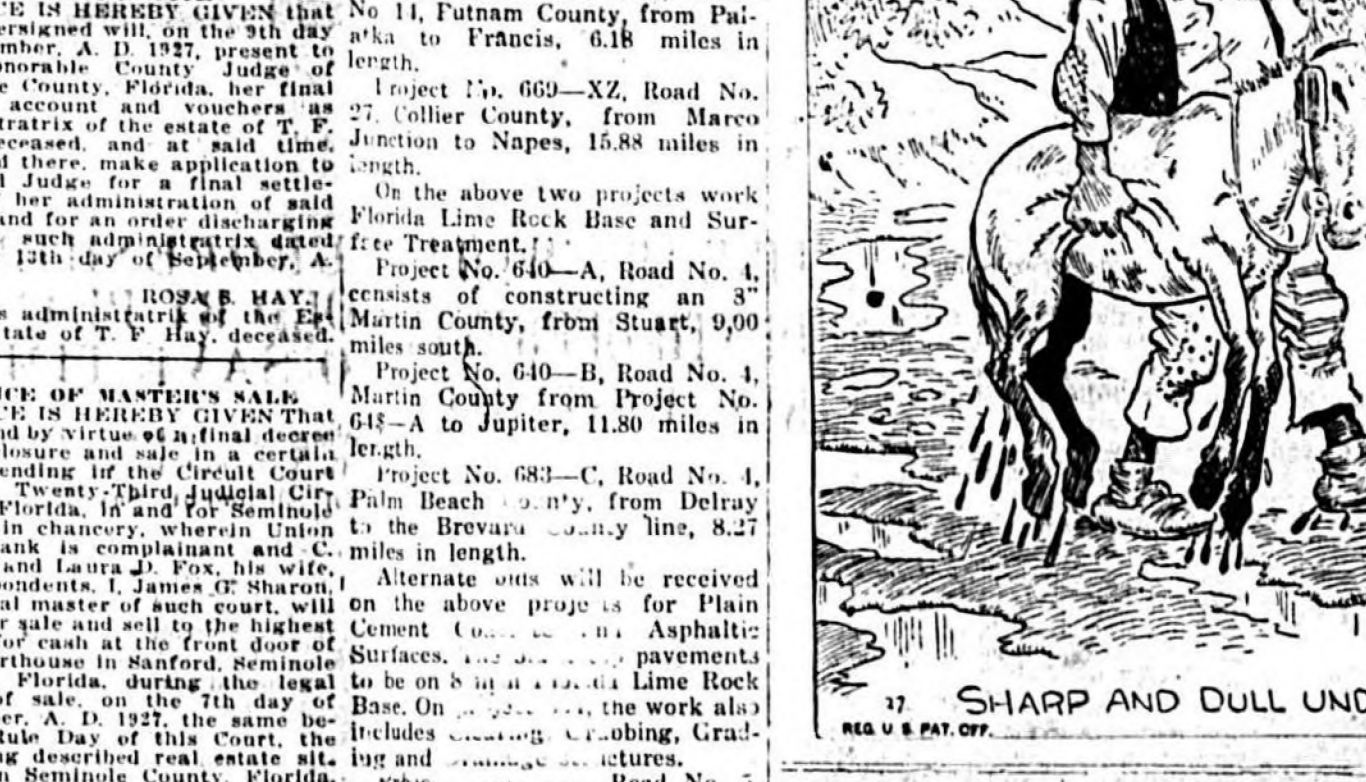 CE IS HEREBY GIVEN that
ersigned will, on the 9th day
mber, A. D. 1927, present to
onorable County Judge of
e County, Florida, her final
account and vouchers as
tratrix of the estate of T. F.
eceased, and at said time,
d there, make application to
d Judge for a final settle-
her administration of said
and for an order discharging
such administratrix dated
13th day of September, A.
ROSA B. HAY.
s administratrix of the Es-
tate of T. F Hay, deceased.
ICE OF MASTER'S SALE
CE IS HEREBY GIVEN That
nd by virtue of a final decree
losure and sale in a certain
ending in the Circuit Court
Twenty-Third Judicial Cir-
Florida, in and for Seminole
in chancery, wherein Union
ank is complainant and C.
and Laura D. Fox, his wife,
pondents, I, James G. Sharon,
al master of such court, will
r sale and sell to the highest
for cash at the front door of
rthouse in Sanford, Seminole
Florida, during the legal
of sale, on the 7th day of
er, A. D. 1927, the same be-
Rule Day of this Court, the
ng described real estate sit-
n Seminole County, Florida,
No 14, Putnam County, from Pal-
atka to Francis, 6.18 miles in
length.
Project No. 669—XZ, Road No.
27, Collier County, from Marco
Junction to Napes, 15.88 miles in
length.
On the above two projects work
Florida Lime Rock Base and Sur-
face Treatment.
Project No. 640—A, Road No. 4,
consists of constructing an 8"
Martin County, from Stuart, 9,00
miles south.
Project No. 640—B, Road No. 4,
Martin County from Project No.
—A to Jupiter, 11.80 miles in
length.
Project No. 683—C, Road No. 4,
Palm Beach County, from Delray
to the Brevard County line, 8.27
miles in length.
Alternate bids will be received
on the above projects for Plain
Cement Asphaltic
Surfaces. pavements
to be on 8 Lime Rock
Base. On the work also
includes Clearing, Grubbing, Grad-
ing and
Road No.
27 SHARP AND DULL UND
REG. U S PAT. OFF.